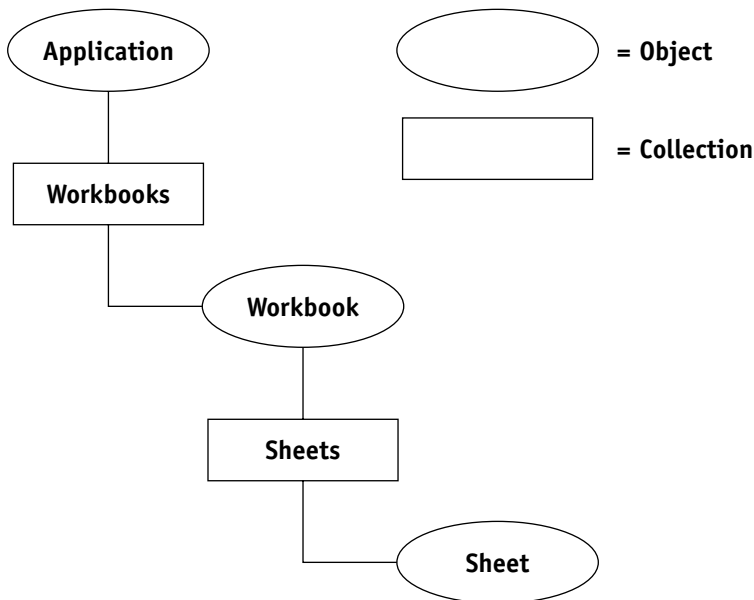 Application
= Object
= Collection
Workbooks
Workbook
Sheets
Sheet